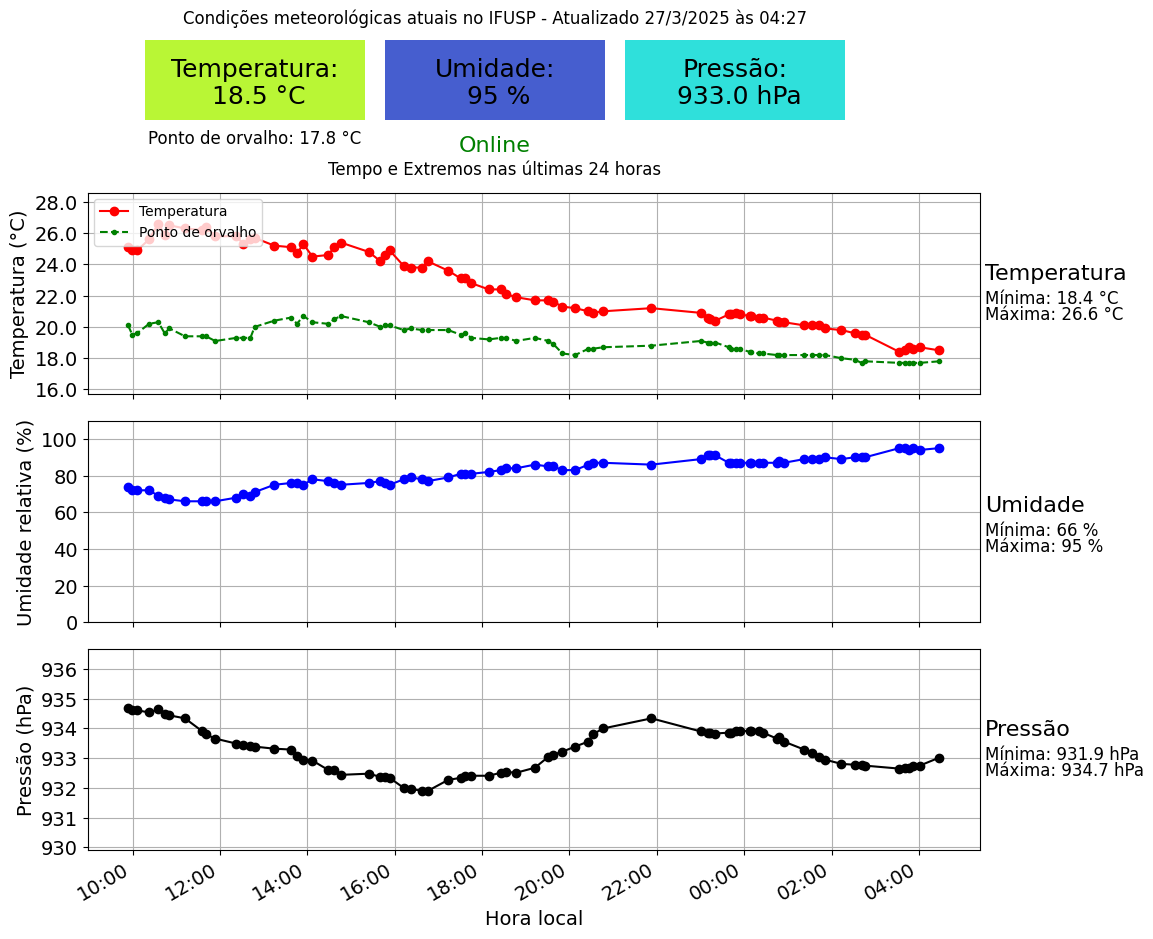 Condições meteorológicas atuais no IFUSP - Atualizado 27/3/2025 às 04:27
Temperatura:
18.5 °C
Umidade:
95 %
Pressão:
933.0 hPa
Ponto de orvalho: 17.8 °C
Online
Tempo e Extremos nas últimas 24 horas
Temperatura (°C)
28.0
26.0
24.0
22.0
20.0
18.0
16.0
Temperatura
Ponto de orvalho
Temperatura
Mínima: 18.4 °C
Máxima: 26.6 °C
Umidade relativa (%)
100
80
60
40
20
0
Umidade
Mínima: 66 %
Máxima: 95 %
Pressão (hPa)
936
935
934
933
932
931
930
Pressão
Mínima: 931.9 hPa
Máxima: 934.7 hPa
10:00
12:00
14:00
16:00
18:00
20:00
22:00
00:00
02:00
04:00
Hora local